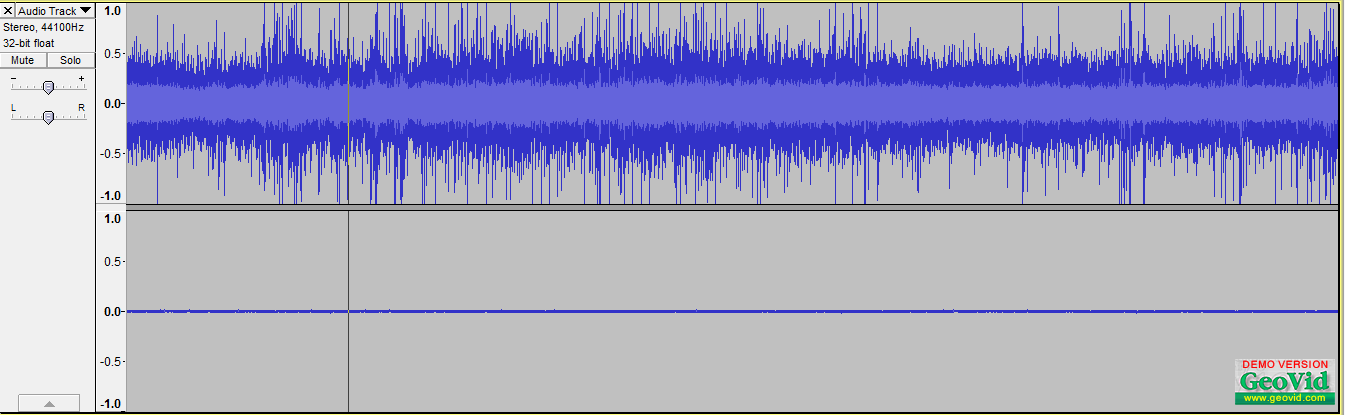 Audio Track
Stereo, 44100Hz
32-bit float
Mute Solo
- +
L R
1.0
0.5-
0.0-
-0.5-
-1.0
1.0
0.5-
0.0-
-0.5-
-1.0
DEMO VERSION
GeoVid
www.geovid.com